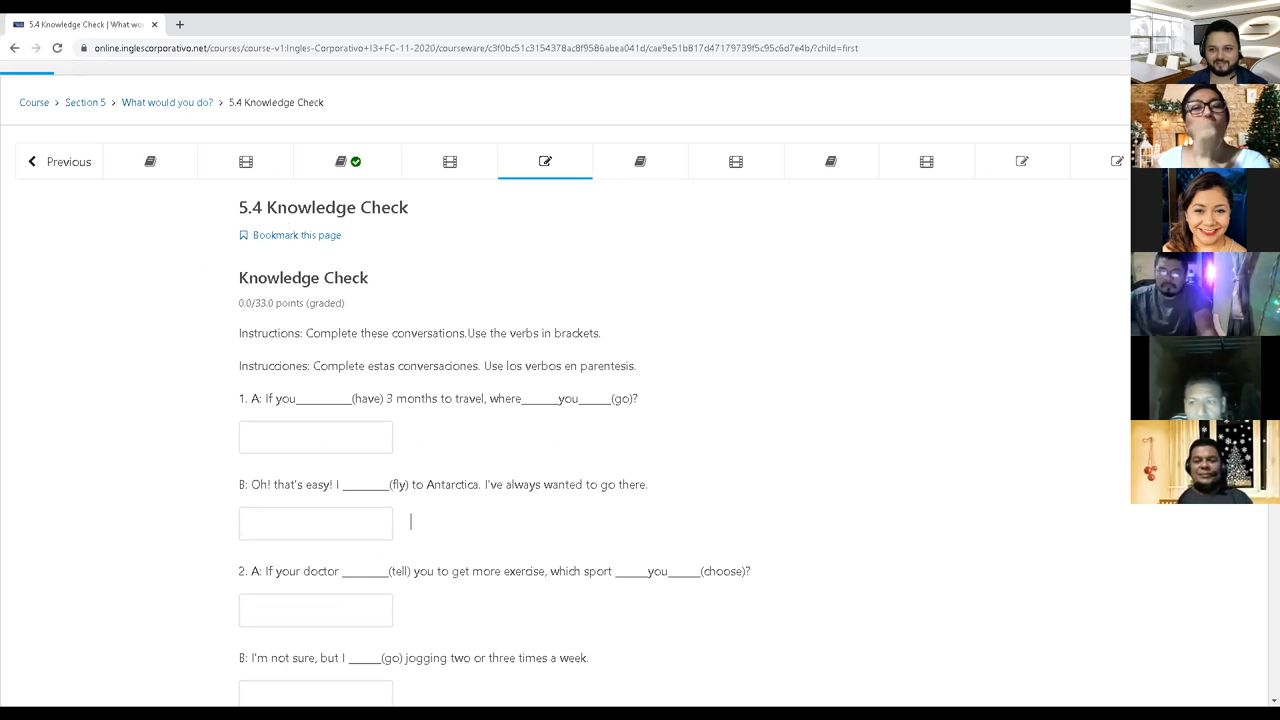 5.4 Knowledge Check | What wo
online.inglescorporativo.net/courses/course-v1:Ingles-Corporativo+I3+FC-11-2020/courseware/c3f0bc51c3154378ac8f9586abea041d/cae9e51b817d47179739f5c95c6d7e4b/?child=first
Course > Section 5 > What would you do? > 5.4 Knowledge Check
Previous
5.4 Knowledge Check
Bookmark this page
Knowledge Check
0.0/33.0 points (graded)
Instructions: Complete these conversations.Use the verbs in brackets.
Instrucciones: Complete estas conversaciones. Use los verbos en parentesis.
1. A: If you_________(have) 3 months to travel, where______you_____(go)?
B: Oh! that's easy! I _______(fly) to Antarctica. I've always wanted to go there.
2. A: If your doctor _______(tell) you to get more exercise, which sport _____you_____(choose)?
B: I'm not sure, but I _____(go) jogging two or three times a week.